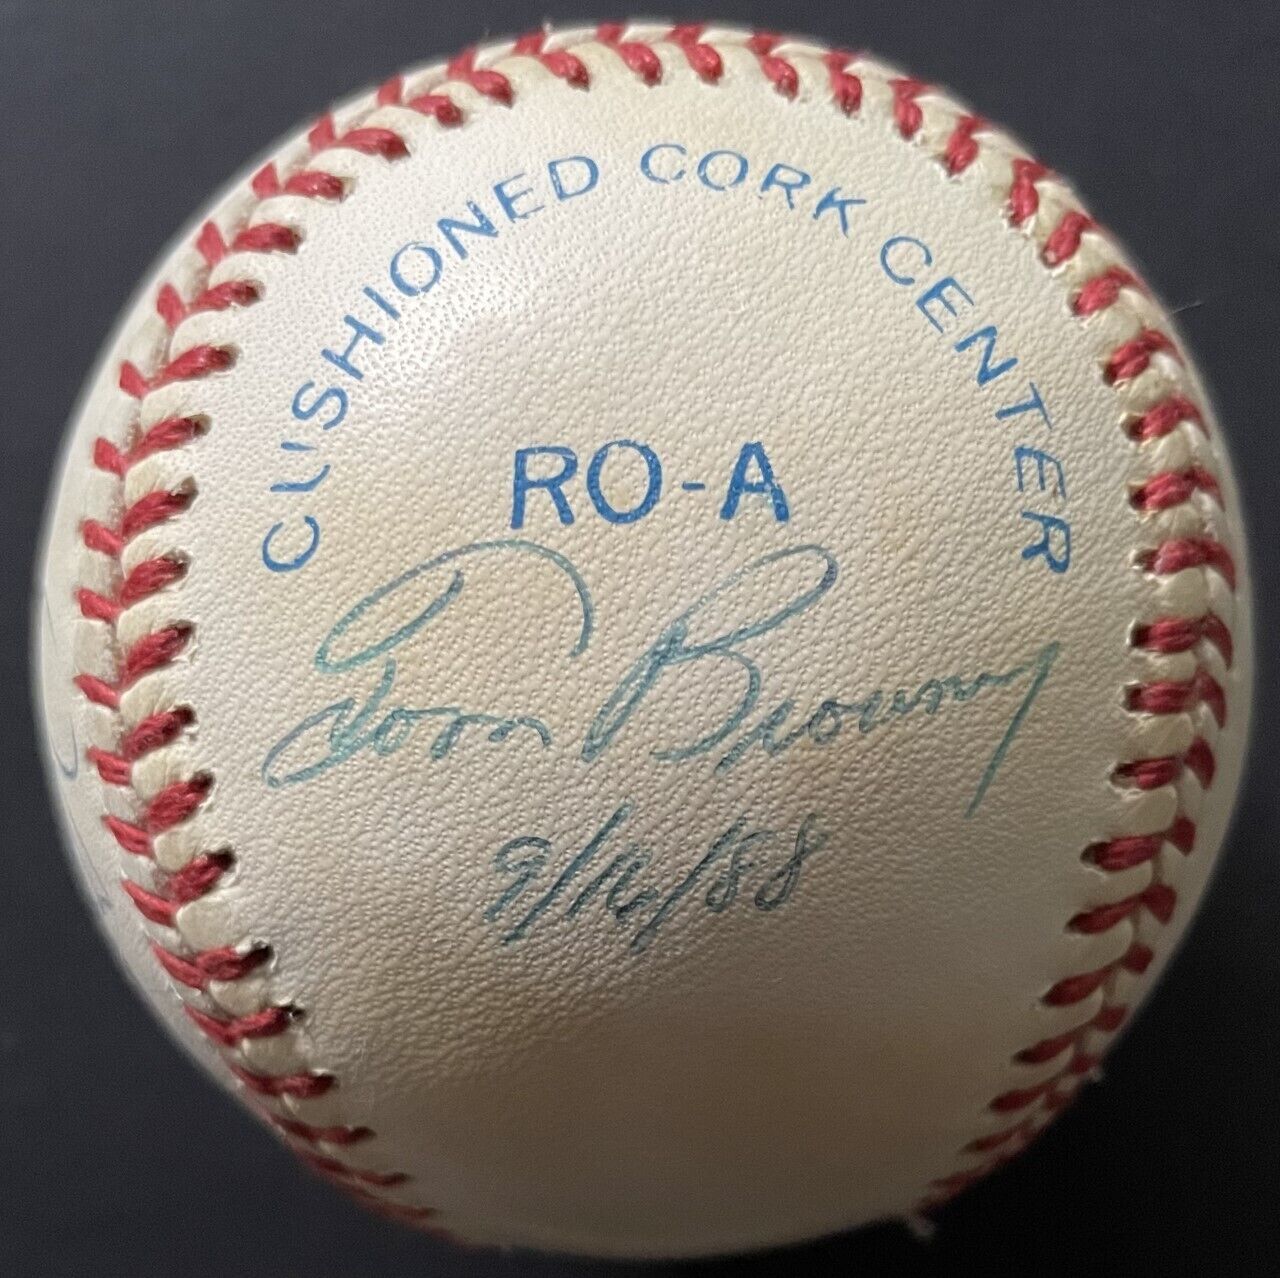 CUSHIONED CORK CENTER
RO-A
Tom Browning
9/16/88